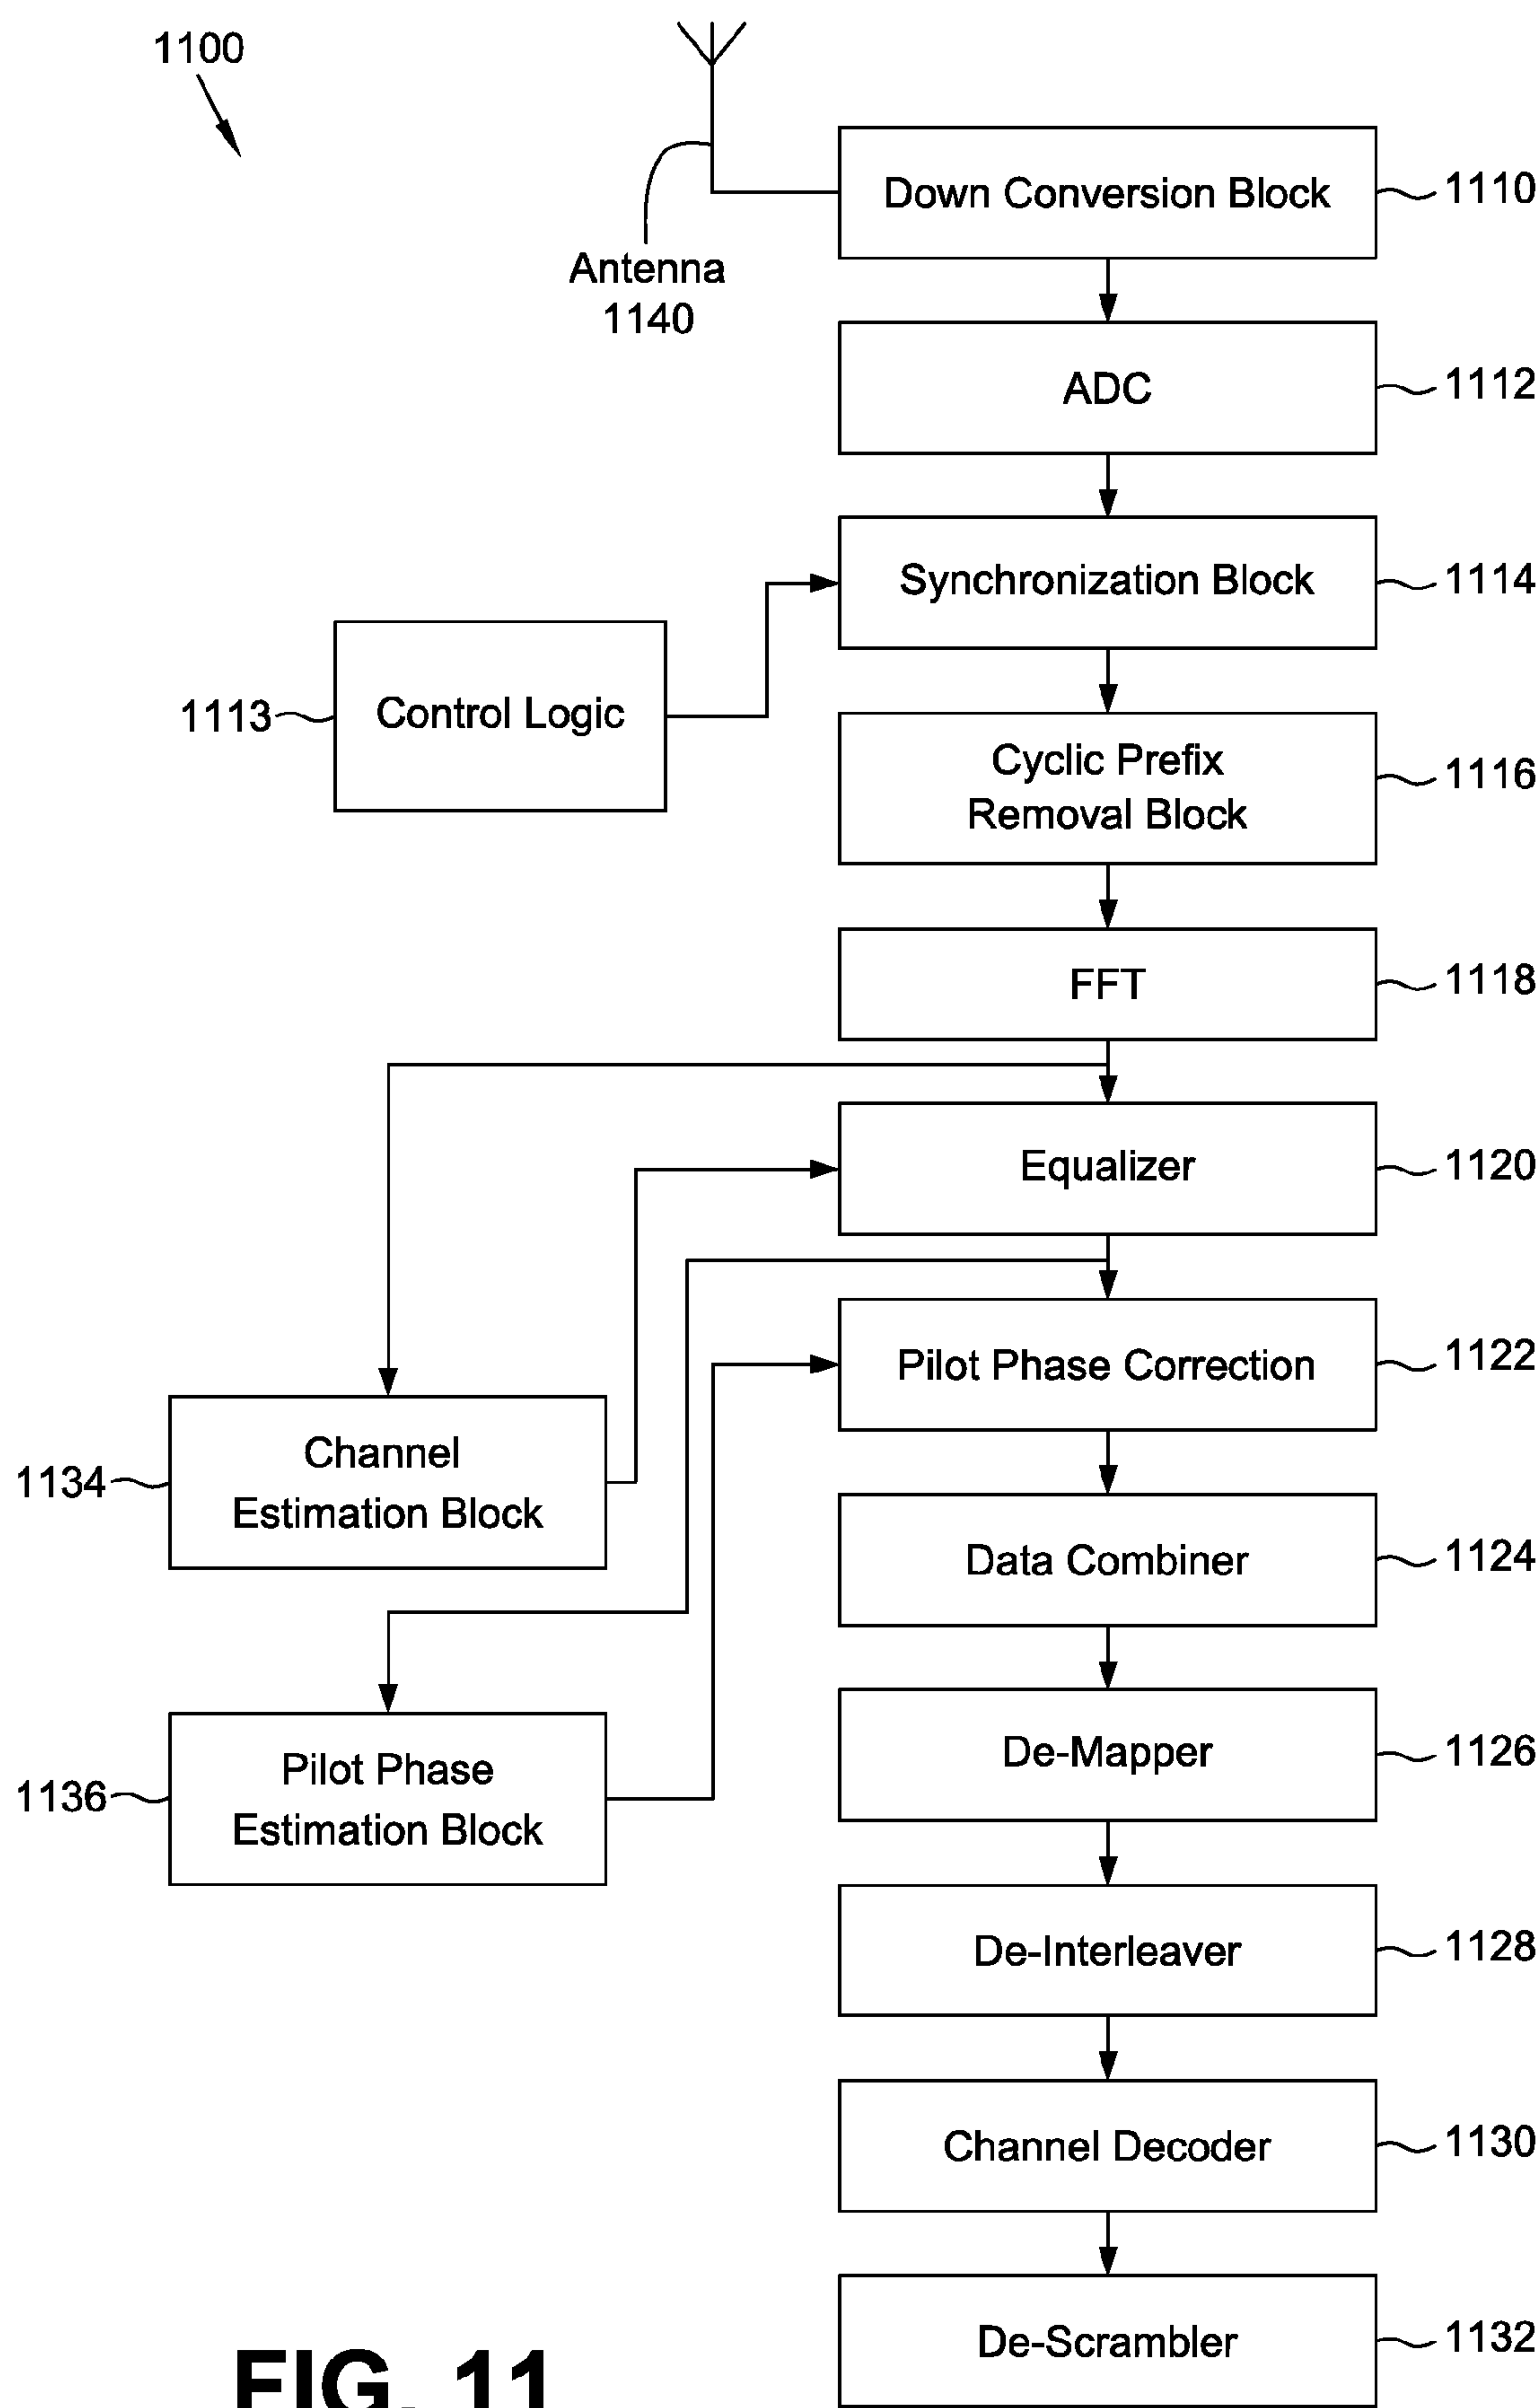 1100
Down Conversion Block
1110
Antenna
1140
ADC
1112
Synchronization Block
1114
1113
Control Logic
Cyclic Prefix
Removal Block
1116
FFT
1118
Equalizer
1120
Pilot Phase Correction
1122
1134
Channel
Estimation Block
Data Combiner
1124
1136
Pilot Phase
Estimation Block
De-Mapper
1126
De-Interleaver
1128
Channel Decoder
1130
De-Scrambler
1132
FIG. 11